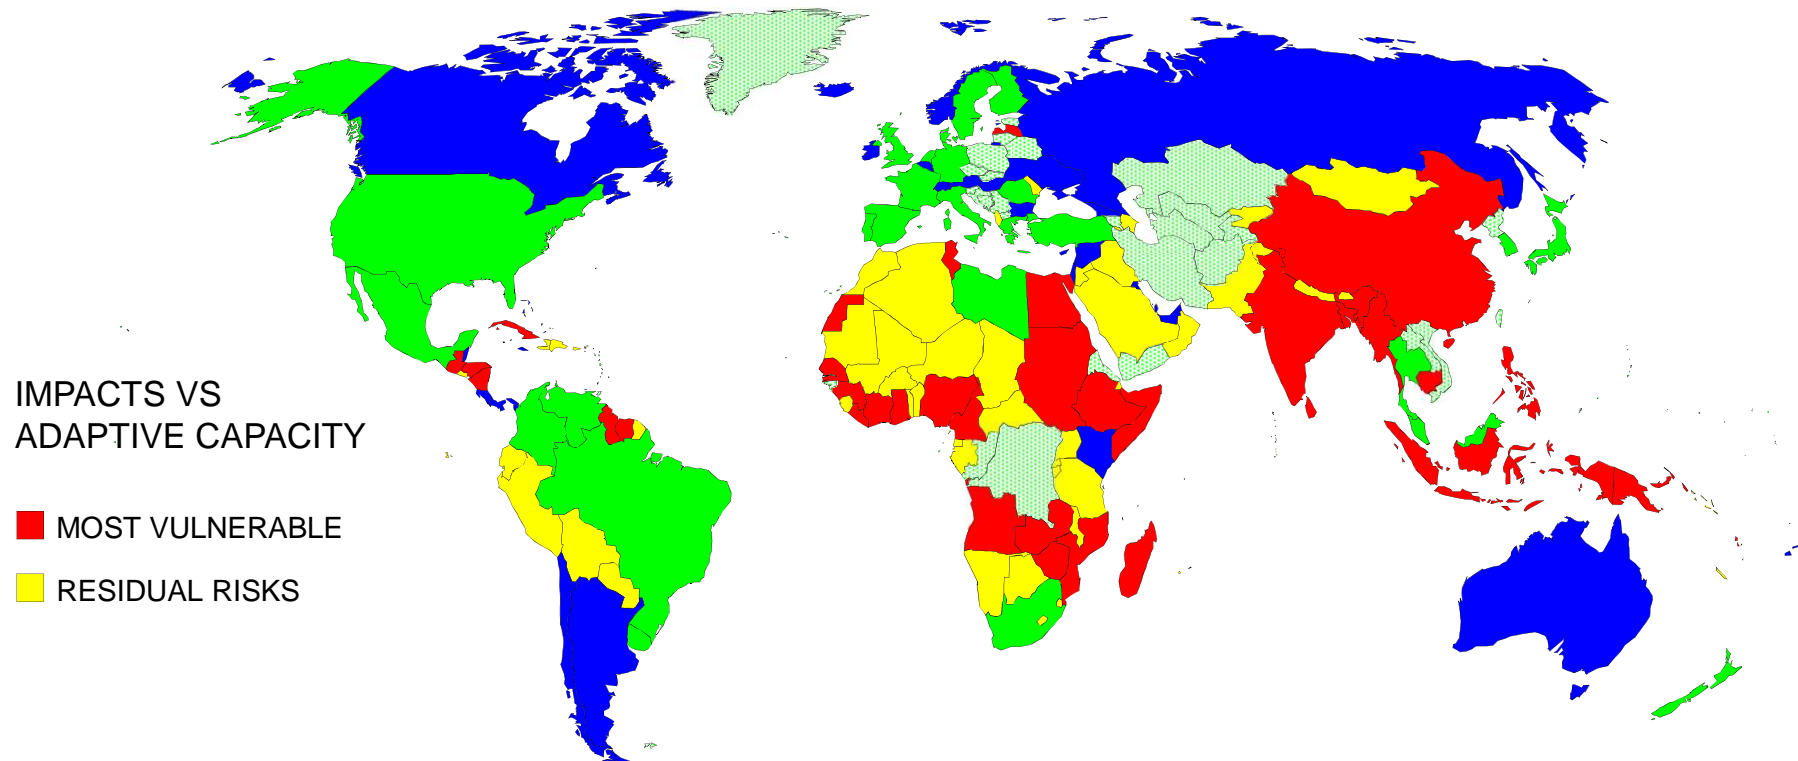 IMPACTS VS
ADAPTIVE CAPACITY
MOST VULNERABLE
RESIDUAL RISKS